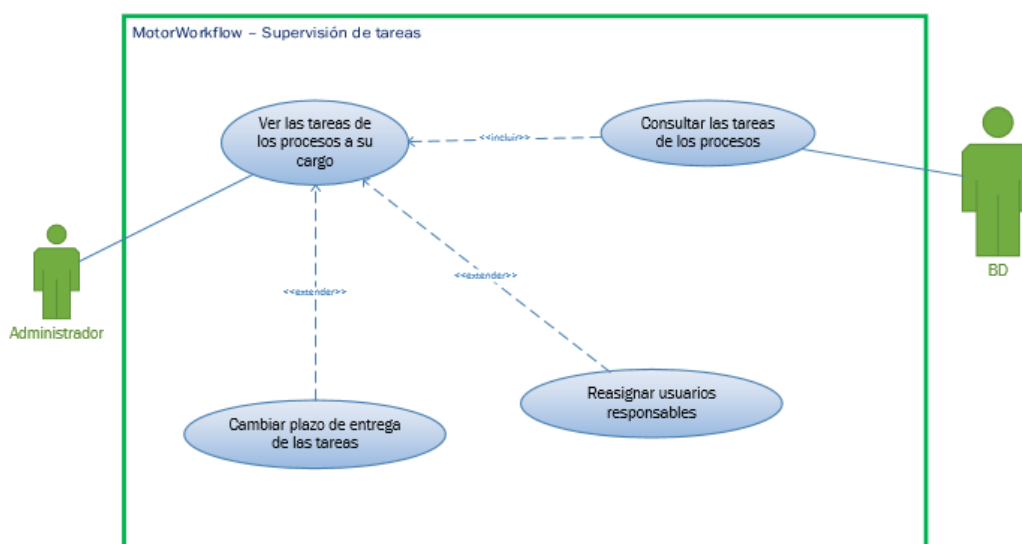 MotorWorkflow – Supervisión de tareas
Ver las tareas de
los procesos a su
cargo
<<incluir>>
Consultar las tareas
de los procesos
BD
<<extender>>
<<extender>>
Administrador
Reasignar usuarios
responsables
Cambiar plazo de entrega
de las tareas